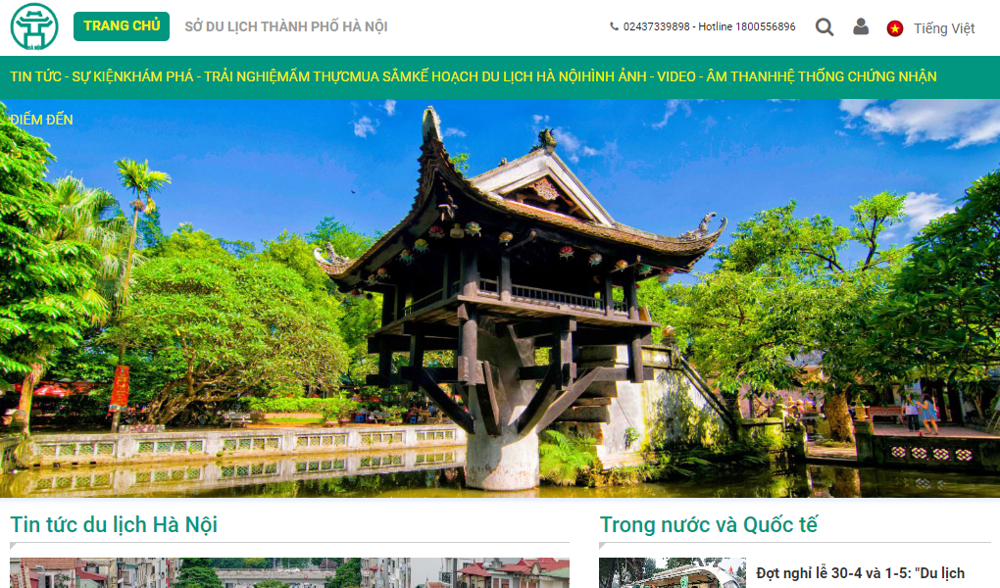 TRANG CHỦ
SỞ DU LỊCH THÀNH PHỐ HÀ NỘI
02437339898 - Hotline 1800556896
Tiếng Việt
TIN TỨC - SỰ KIỆNKHÁM PHÁ - TRẢI NGHIỆMẨM THỰCMUA SẮMKẾ HOẠCH DU LỊCH HÀ NỘIHÌNH ẢNH - VIDEO - ÂM THANHHỆ THỐNG CHỨNG NHẬN
ĐIỂM ĐẾN
Tin tức du lịch Hà Nội
Trong nước và Quốc tế
Đợt nghỉ lễ 30-4 và 1-5: "Du lịch